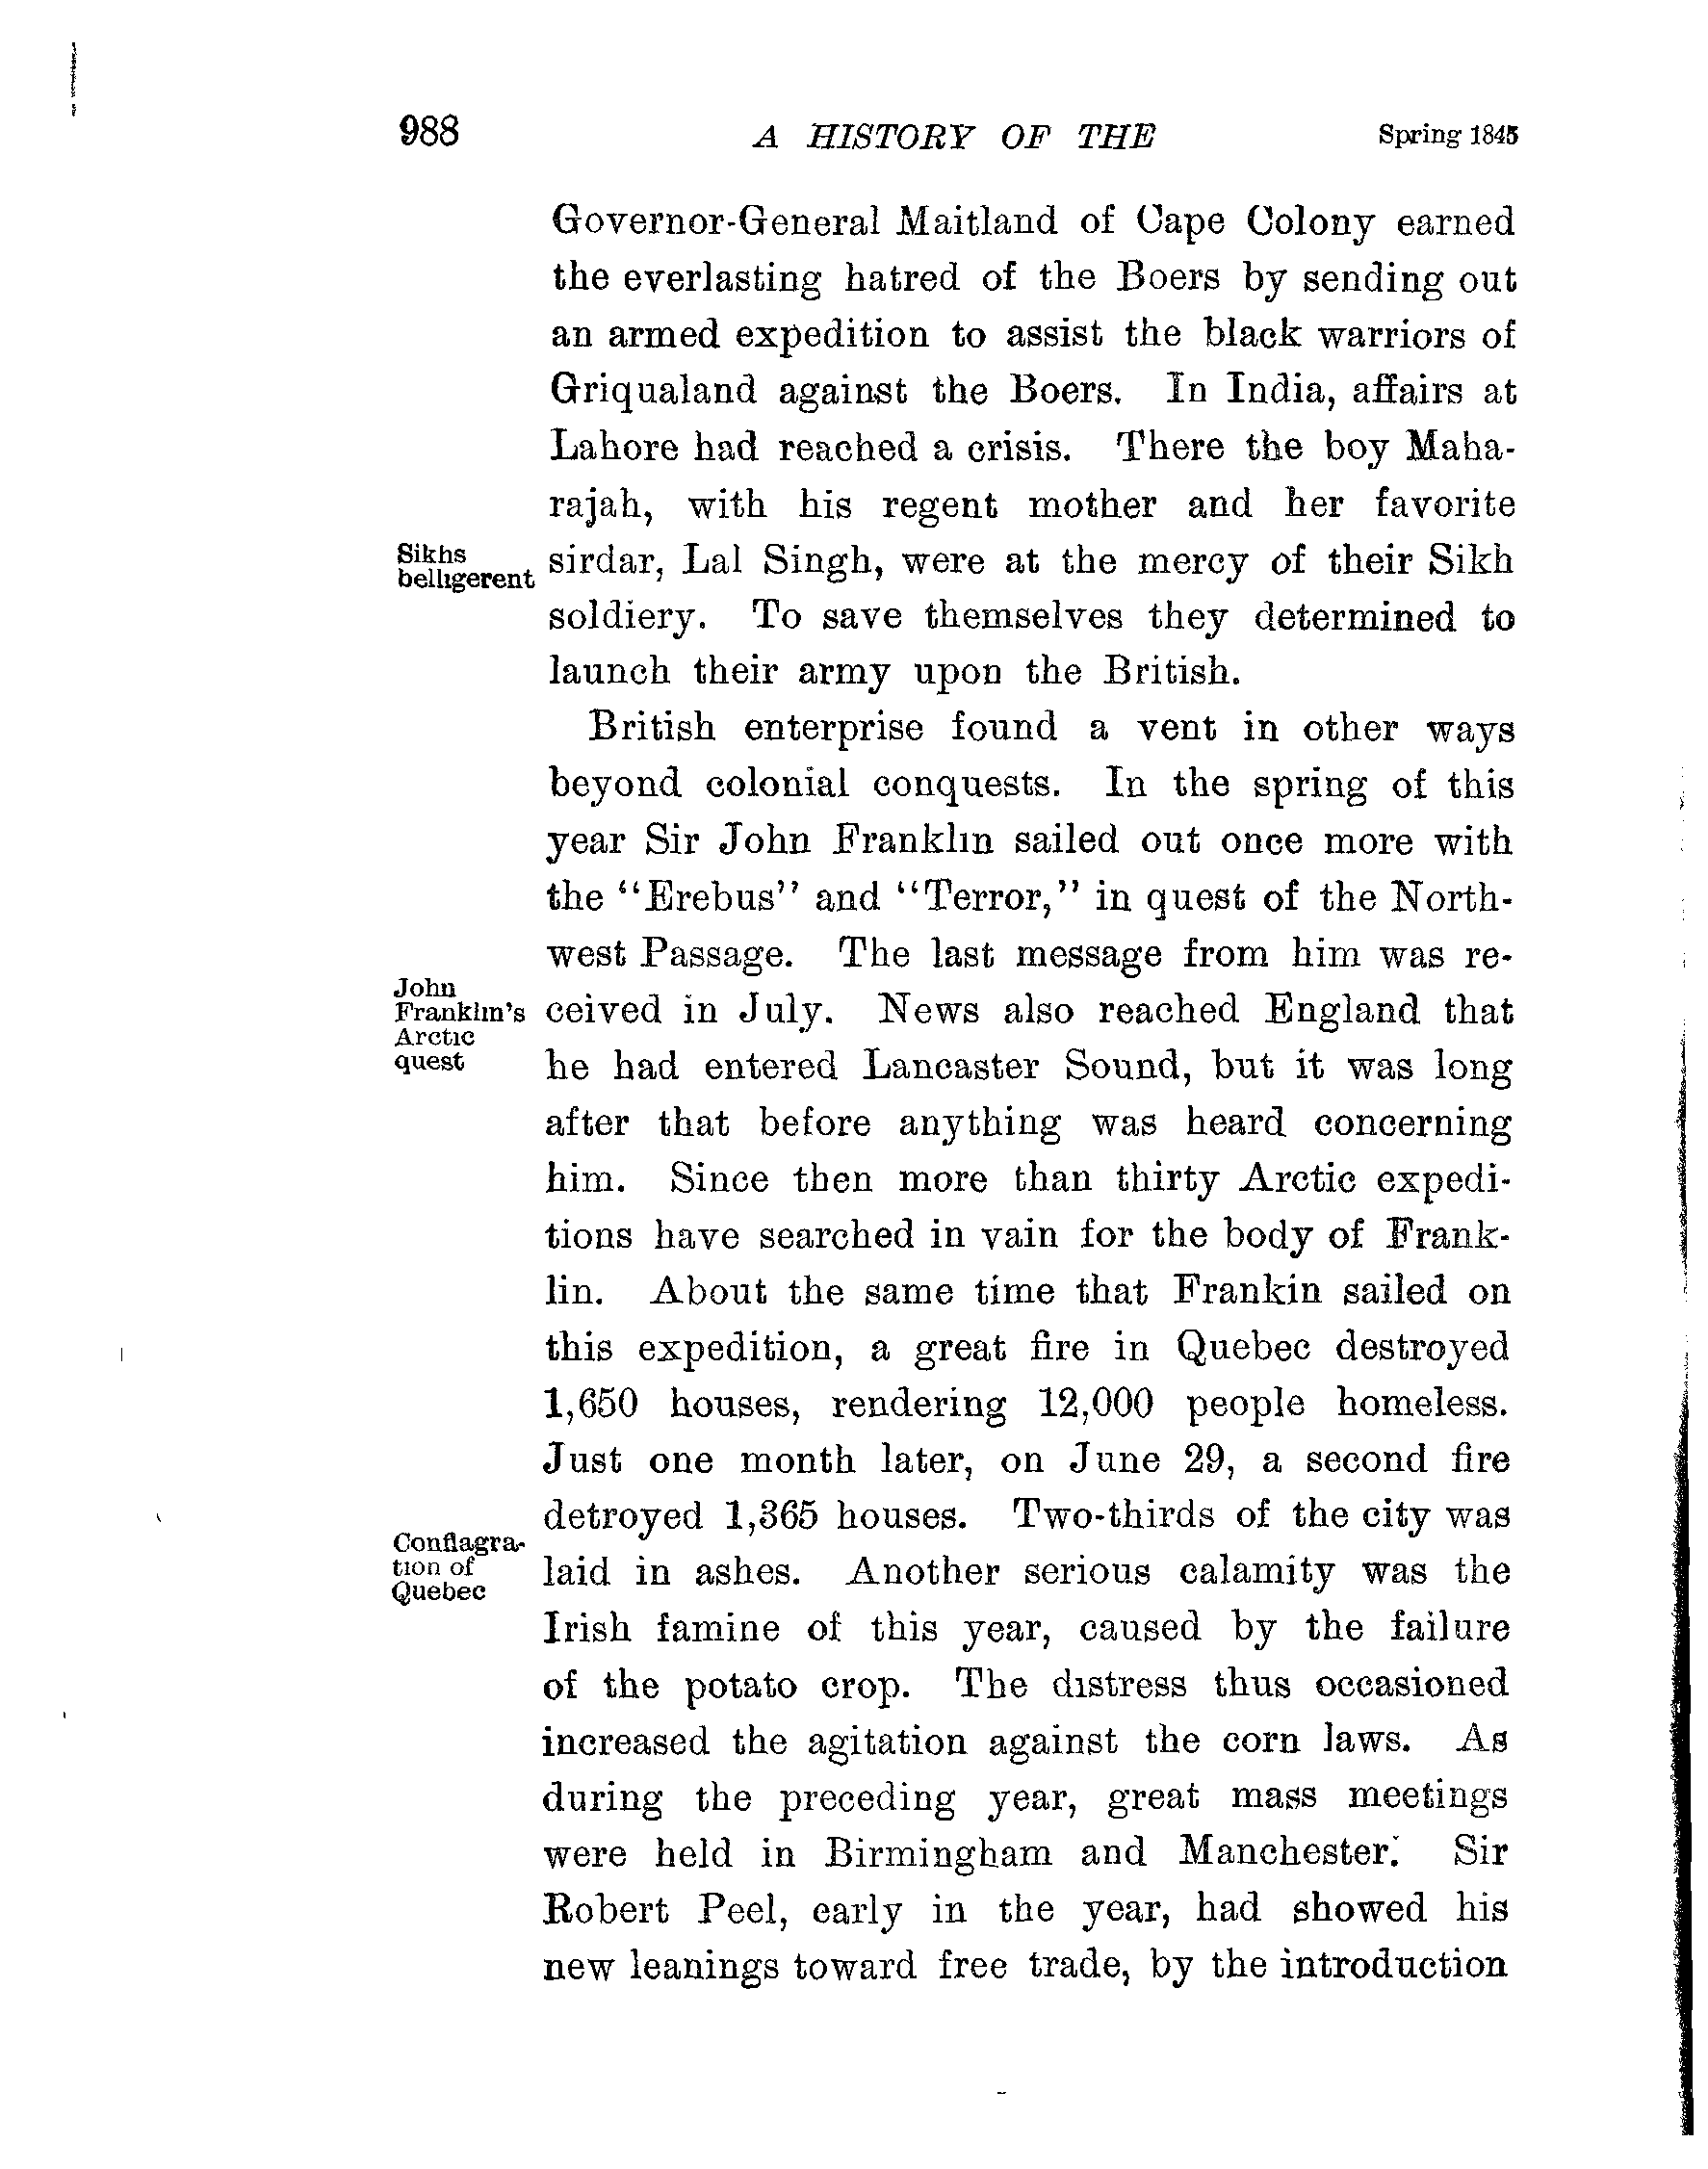 988 A HISTORY OF THE Spring 1845
Governor-General Maitland of Cape Colony earned
the everlasting hatred of the Boers by sending out
an armed expedition to assist the black warriors of
Griqualand against the Boers. In India, affairs at
Lahore had reached a crisis. There the boy Maha-
rajah, with his regent mother and her favorite
Sikhs
belligerent
sirdar, Lal Singh, were at the mercy of their Sikh
soldiery. To save themselves they determined to
launch their army upon the British.
British enterprise found a vent in other ways
beyond colonial conquests. In the spring of this
year Sir John Franklin sailed out once more with
the "Erebus" and "Terror," in quest of the North-
west Passage. The last message from him was re-
John
Franklin's
Arctic
quest
ceived in July. News also reached England that
he had entered Lancaster Sound, but it was long
after that before anything was heard concerning
him. Since then more than thirty Arctic expedi-
tions have searched in vain for the body of Frank-
lin. About the same time that Frankin sailed on
this expedition, a great fire in Quebec destroyed
1,650 houses, rendering 12,000 people homeless.
Just one month later, on June 29, a second fire
detroyed 1,365 houses. Two-thirds of the city was
Conflagra-
tion of
Quebec
laid in ashes. Another serious calamity was the
Irish famine of this year, caused by the failure
of the potato crop. The distress thus occasioned
increased the agitation against the corn laws. As
during the preceding year, great mass meetings
were held in Birmingham and Manchester. Sir
Robert Peel, early in the year, had showed his
new leanings toward free trade, by the introduction